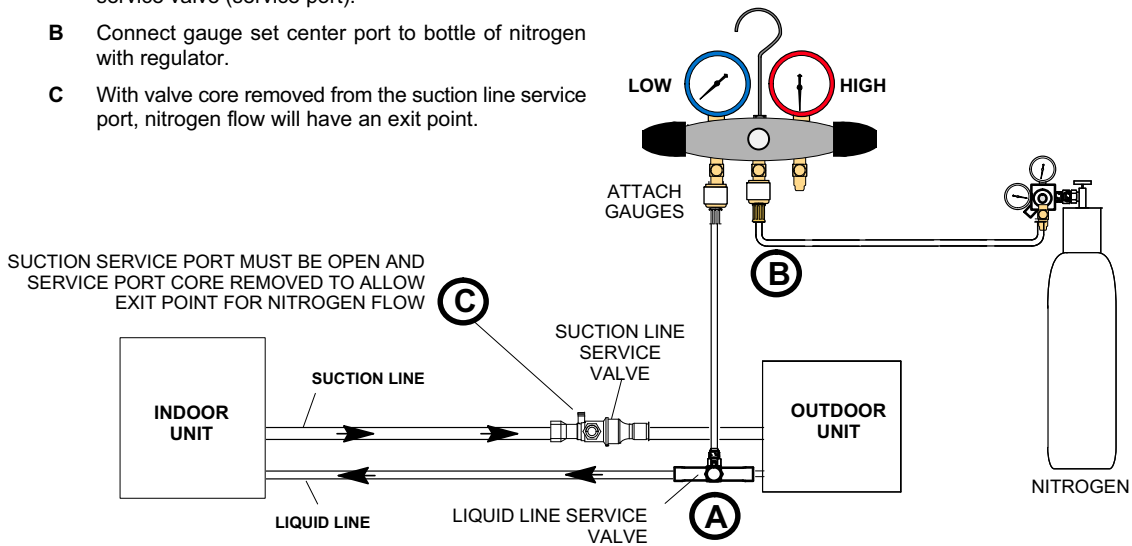 service valve (service port).
B Connect gauge set center port to bottle of nitrogen
with regulator.
C With valve core removed from the suction line service
port, nitrogen flow will have an exit point.
LOW
HIGH
ATTACH
GAUGES
B
SUCTION SERVICE PORT MUST BE OPEN AND
SERVICE PORT CORE REMOVED TO ALLOW
EXIT POINT FOR NITROGEN FLOW
C
SUCTION LINE
SERVICE
VALVE
SUCTION LINE
INDOOR
UNIT
OUTDOOR
UNIT
NITROGEN
LIQUID LINE
LIQUID LINE SERVICE
VALVE
A